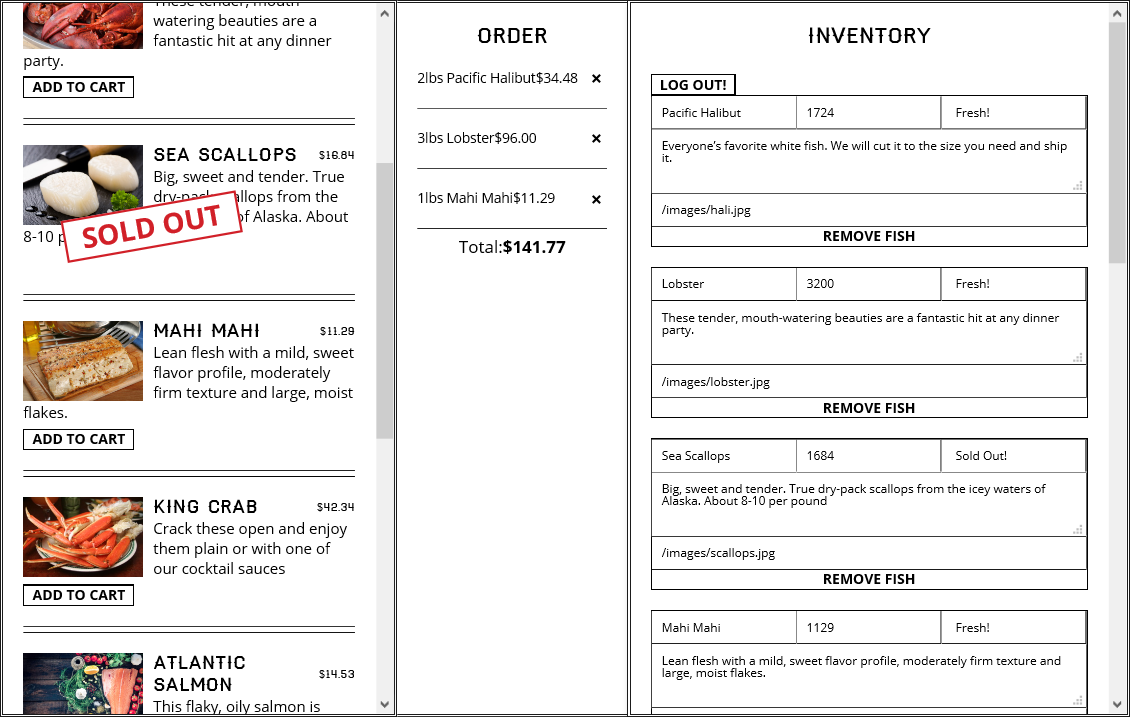 These tender, mouth-
watering beauties are a
fantastic hit at any dinner
party.
ADD TO CART
SEA SCALLOPS $16.84
Big, sweet and tender. True
dry-pack scallops from the
of Alaska. About
8-10 p
SOLD OUT
MAHI MAHI $11.29
Lean flesh with a mild, sweet
flavor profile, moderately
firm texture and large, moist
flakes.
ADD TO CART
KING CRAB $42.34
Crack these open and enjoy
them plain or with one of
our cocktail sauces
ADD TO CART
ATLANTIC
SALMON $14.53
This flaky, oily salmon is
ORDER
2lbs Pacific Halibut$34.48 ×
3lbs Lobster$96.00 ×
1lbs Mahi Mahi$11.29 ×
Total:$141.77
INVENTORY
LOG OUT!
Pacific Halibut 1724 Fresh!
Everyone’s favorite white fish. We will cut it to the size you need and ship
it.
/images/hali.jpg
REMOVE FISH
Lobster 3200 Fresh!
These tender, mouth-watering beauties are a fantastic hit at any dinner
party.
/images/lobster.jpg
REMOVE FISH
Sea Scallops 1684 Sold Out!
Big, sweet and tender. True dry-pack scallops from the icey waters of
Alaska. About 8-10 per pound
/images/scallops.jpg
REMOVE FISH
Mahi Mahi 1129 Fresh!
Lean flesh with a mild, sweet flavor profile, moderately firm texture and
large, moist flakes.